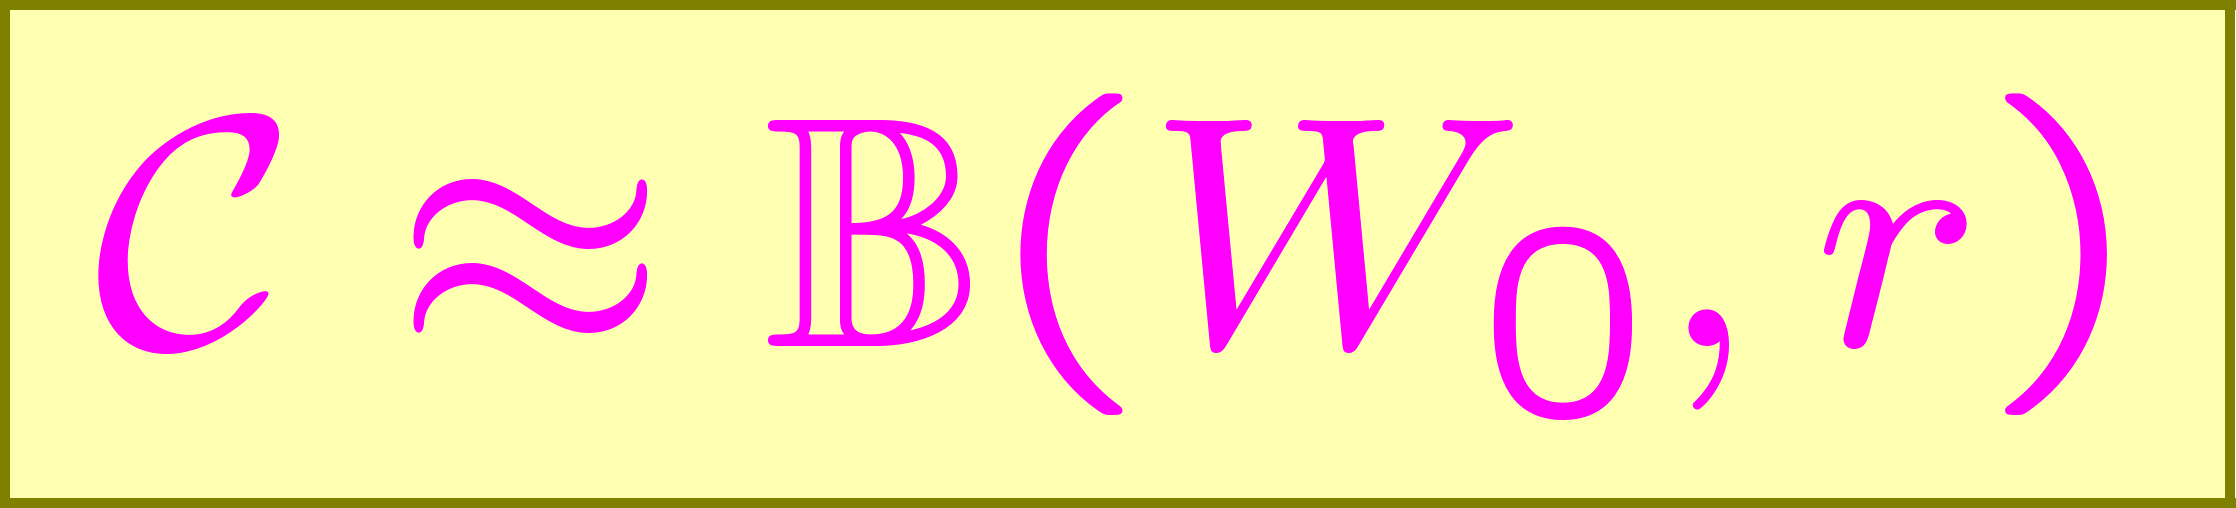 𝒞 ≈ 𝔹(W₀, r)